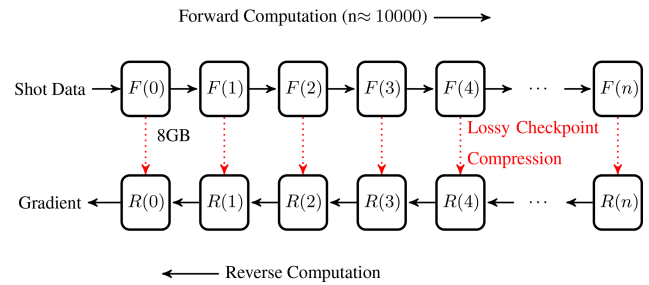 Forward Computation (n≈ 10000)
Shot Data F(0) F(1) F(2) F(3) F(4) ··· F(n)
8GB
Lossy Checkpoint
Compression
Gradient R(0) R(1) R(2) R(3) R(4) ··· R(n)
Reverse Computation